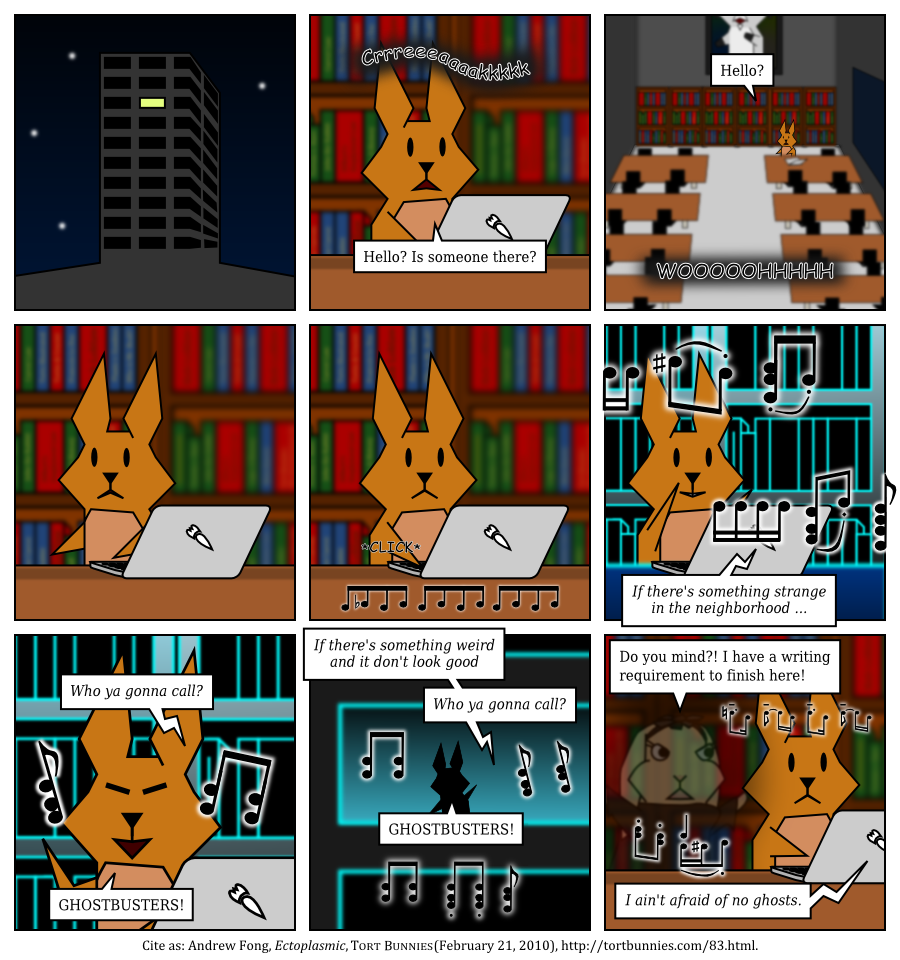 Crrreeeaaaakkkkk
Hello? Is someone there?
Hello?
WOOOOOHHHHH
*CLICK*
If there's something strange
in the neighborhood ...
Who ya gonna call?
GHOSTBUSTERS!
If there's something weird
and it don't look good
Who ya gonna call?
GHOSTBUSTERS!
Do you mind?! I have a writing
requirement to finish here!
I ain't afraid of no ghosts.
Cite as: Andrew Fong, Ectoplasmic, TORT BUNNIES(February 21, 2010), http://tortbunnies.com/83.html.